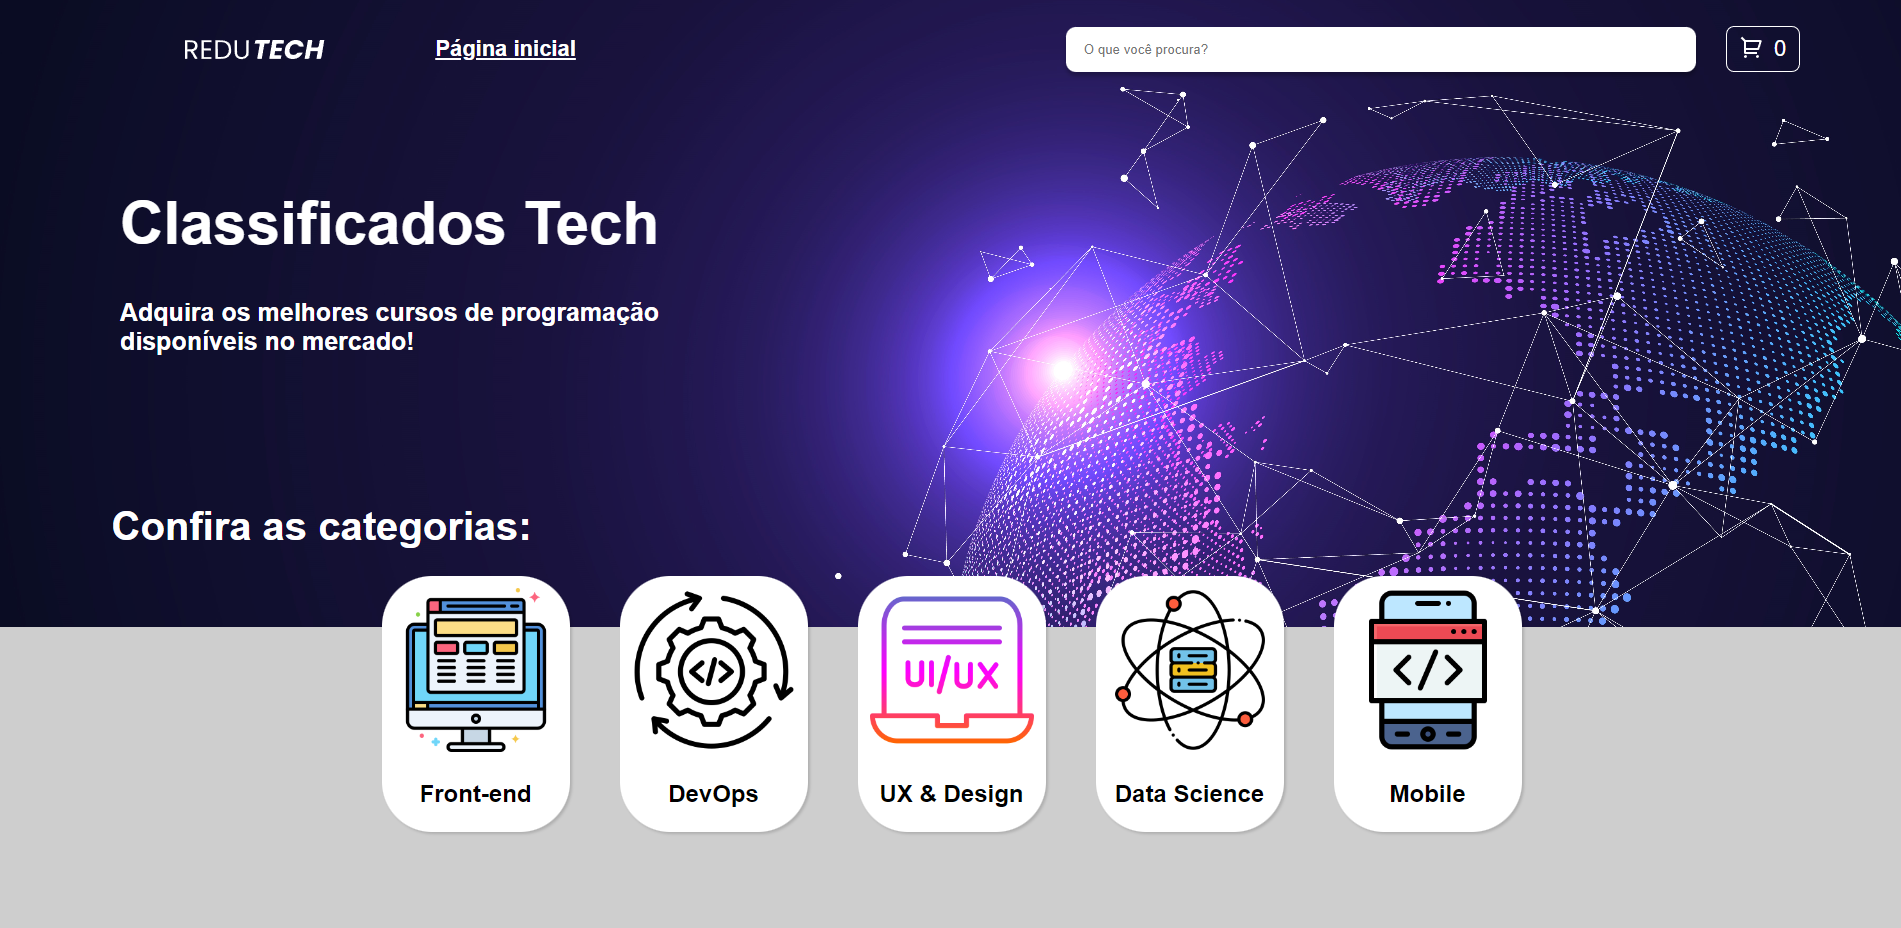 REDUTECH
Página inicial
O que você procura?
0
Classificados Tech
Adquira os melhores cursos de programação
disponíveis no mercado!
Confira as categorias:
</>
UI/UX
</>
Front-end
DevOps
UX & Design
Data Science
Mobile